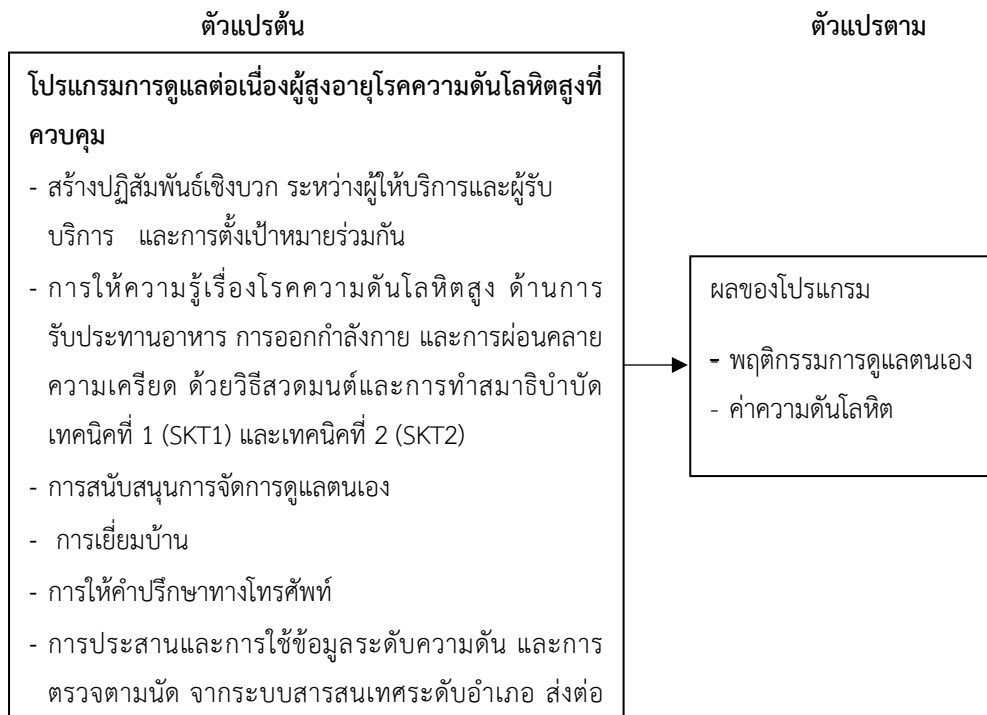 ตัวแปรต้น
ตัวแปรตาม
โปรแกรมการดูแลต่อเนื่องผู้สูงอายุโรคความดันโลหิตสูงที่
ควบคุม
- สร้างปฏิสัมพันธ์เชิงบวก ระหว่างผู้ให้บริการและผู้รับ
บริการ และการตั้งเป้าหมายร่วมกัน
- การให้ความรู้เรื่องโรคความดันโลหิตสูง ด้านการ
รับประทานอาหาร การออกกำลังกาย และการผ่อนคลาย
ความเครียด ด้วยวิธีสวดมนต์และการทำสมาธิบำบัด
เทคนิคที่ 1 (SKT1) และเทคนิคที่ 2 (SKT2)
- การสนับสนุนการจัดการดูแลตนเอง
- การเยี่ยมบ้าน
- การให้คำปรึกษาทางโทรศัพท์
- การประสานและการใช้ข้อมูลระดับความดัน และการ
ตรวจตามนัด จากระบบสารสนเทศระดับอำเภอ ส่งต่อ
ผลของโปรแกรม
- พฤติกรรมการดูแลตนเอง
- ค่าความดันโลหิต